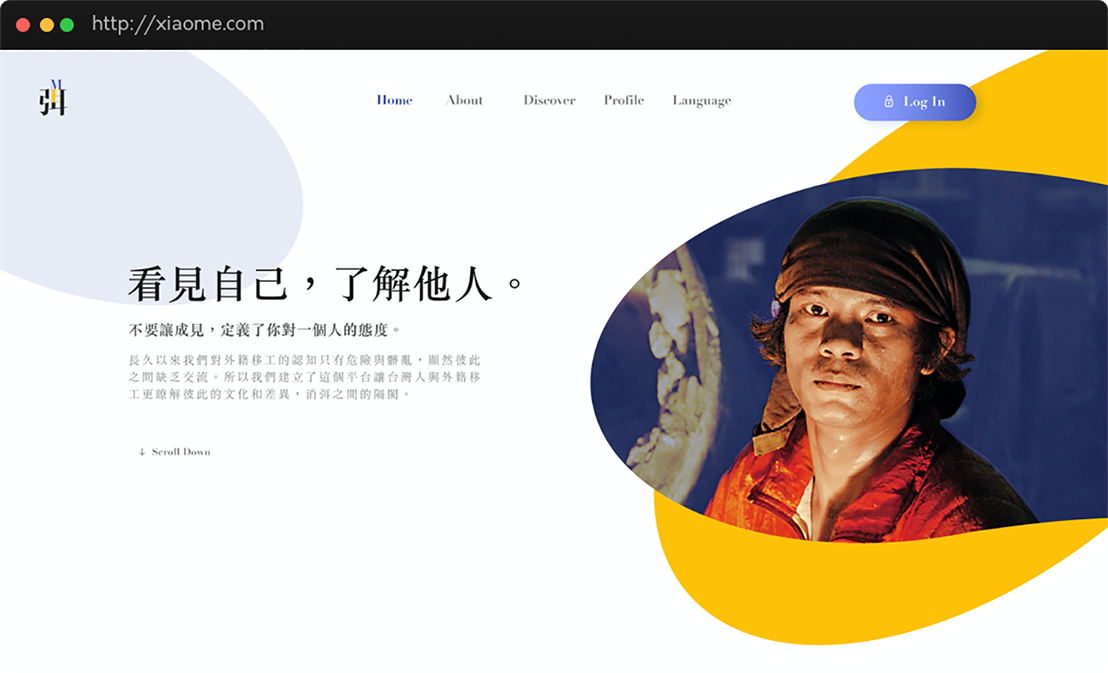 http://xiaome.com
M
弭
Home About Discover Profile Language
Log In
看見自己，了解他人。
不要讓成見，定義了你對一個人的態度。
長久以來我們對外籍移工的認知只有危險與髒亂，顯然彼此
之間缺乏交流。所以我們建立了這個平台讓台灣人與外籍移
工更瞭解彼此的文化和差異，消弭之間的隔閡。
↓ Scroll Down